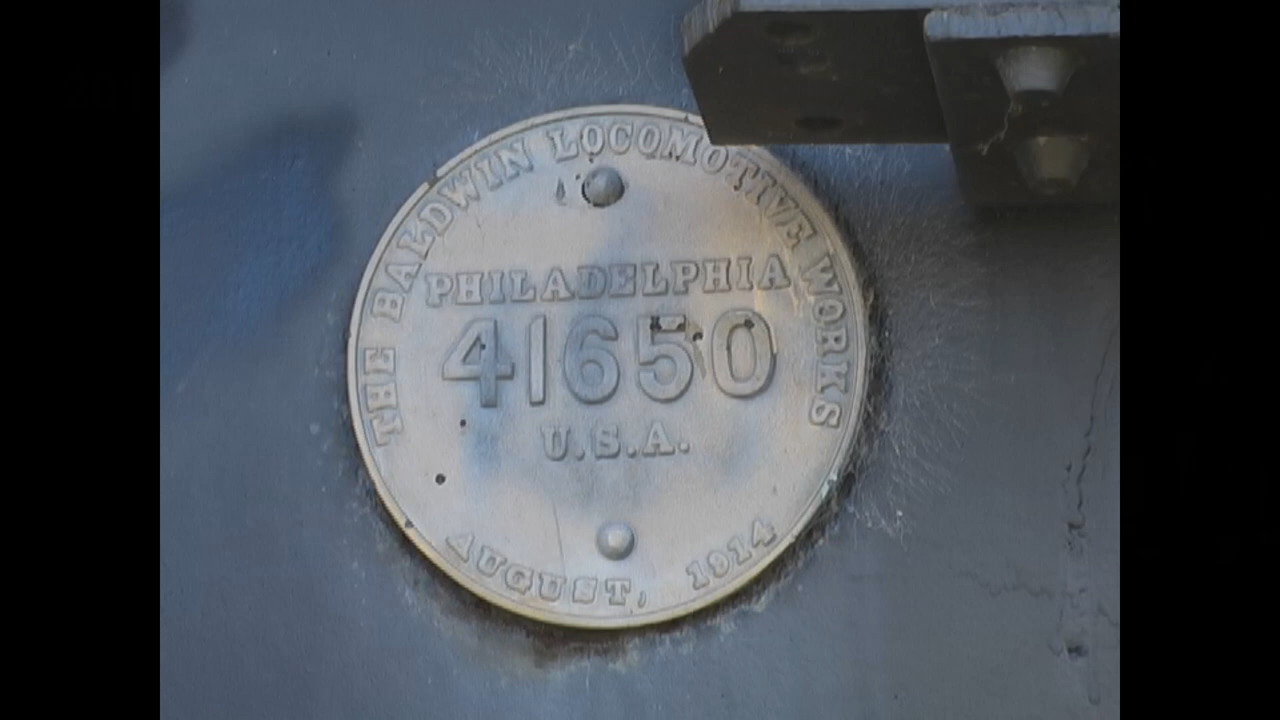 THE BALDWIN LOCOMOTIVE WORKS
PHILADELPHIA
41650
U.S.A.
AUGUST, 1914